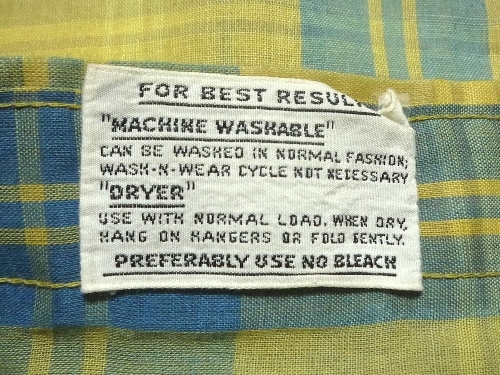 FOR BEST RESULT
"MACHINE WASHABLE"
CAN BE WASHED IN NORMAL FASHION;
WASH-N-WEAR CYCLE NOT NECESSARY
"DRYER"
USE WITH NORMAL LOAD. WHEN DRY,
HANG ON HANGERS OR FOLD GENTLY.
PREFERABLY USE NO BLEACH